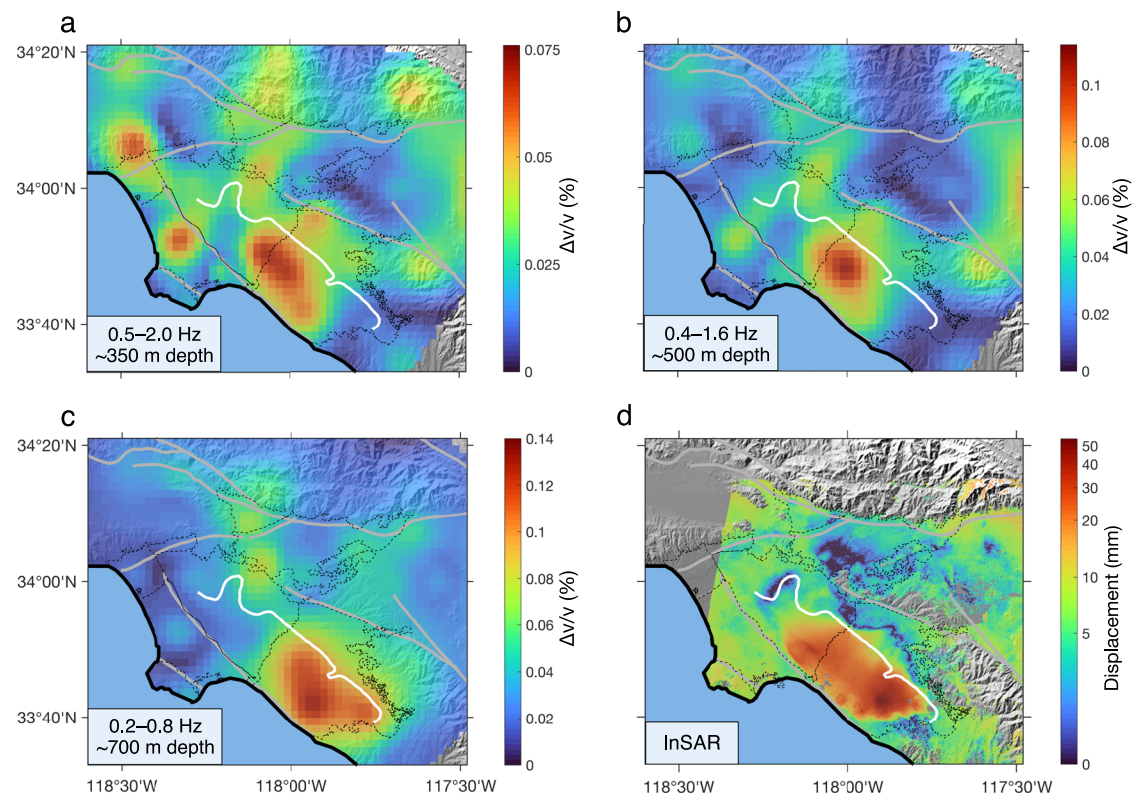 a
34°20'N
34°00'N
33°40'N
0.5–2.0 Hz
~350 m depth
0.075
0.05
0.025
0
Δv/v (%)
b
0.4–1.6 Hz
~500 m depth
0.1
0.08
0.06
0.04
0.02
0
Δv/v (%)
c
34°20'N
34°00'N
33°40'N
0.2–0.8 Hz
~700 m depth
118°30'W
118°00'W
117°30'W
0.14
0.12
0.1
0.08
0.06
0.04
0.02
0
Δv/v (%)
d
InSAR
118°30'W
118°00'W
117°30'W
50
40
30
20
10
5
0
Displacement (mm)